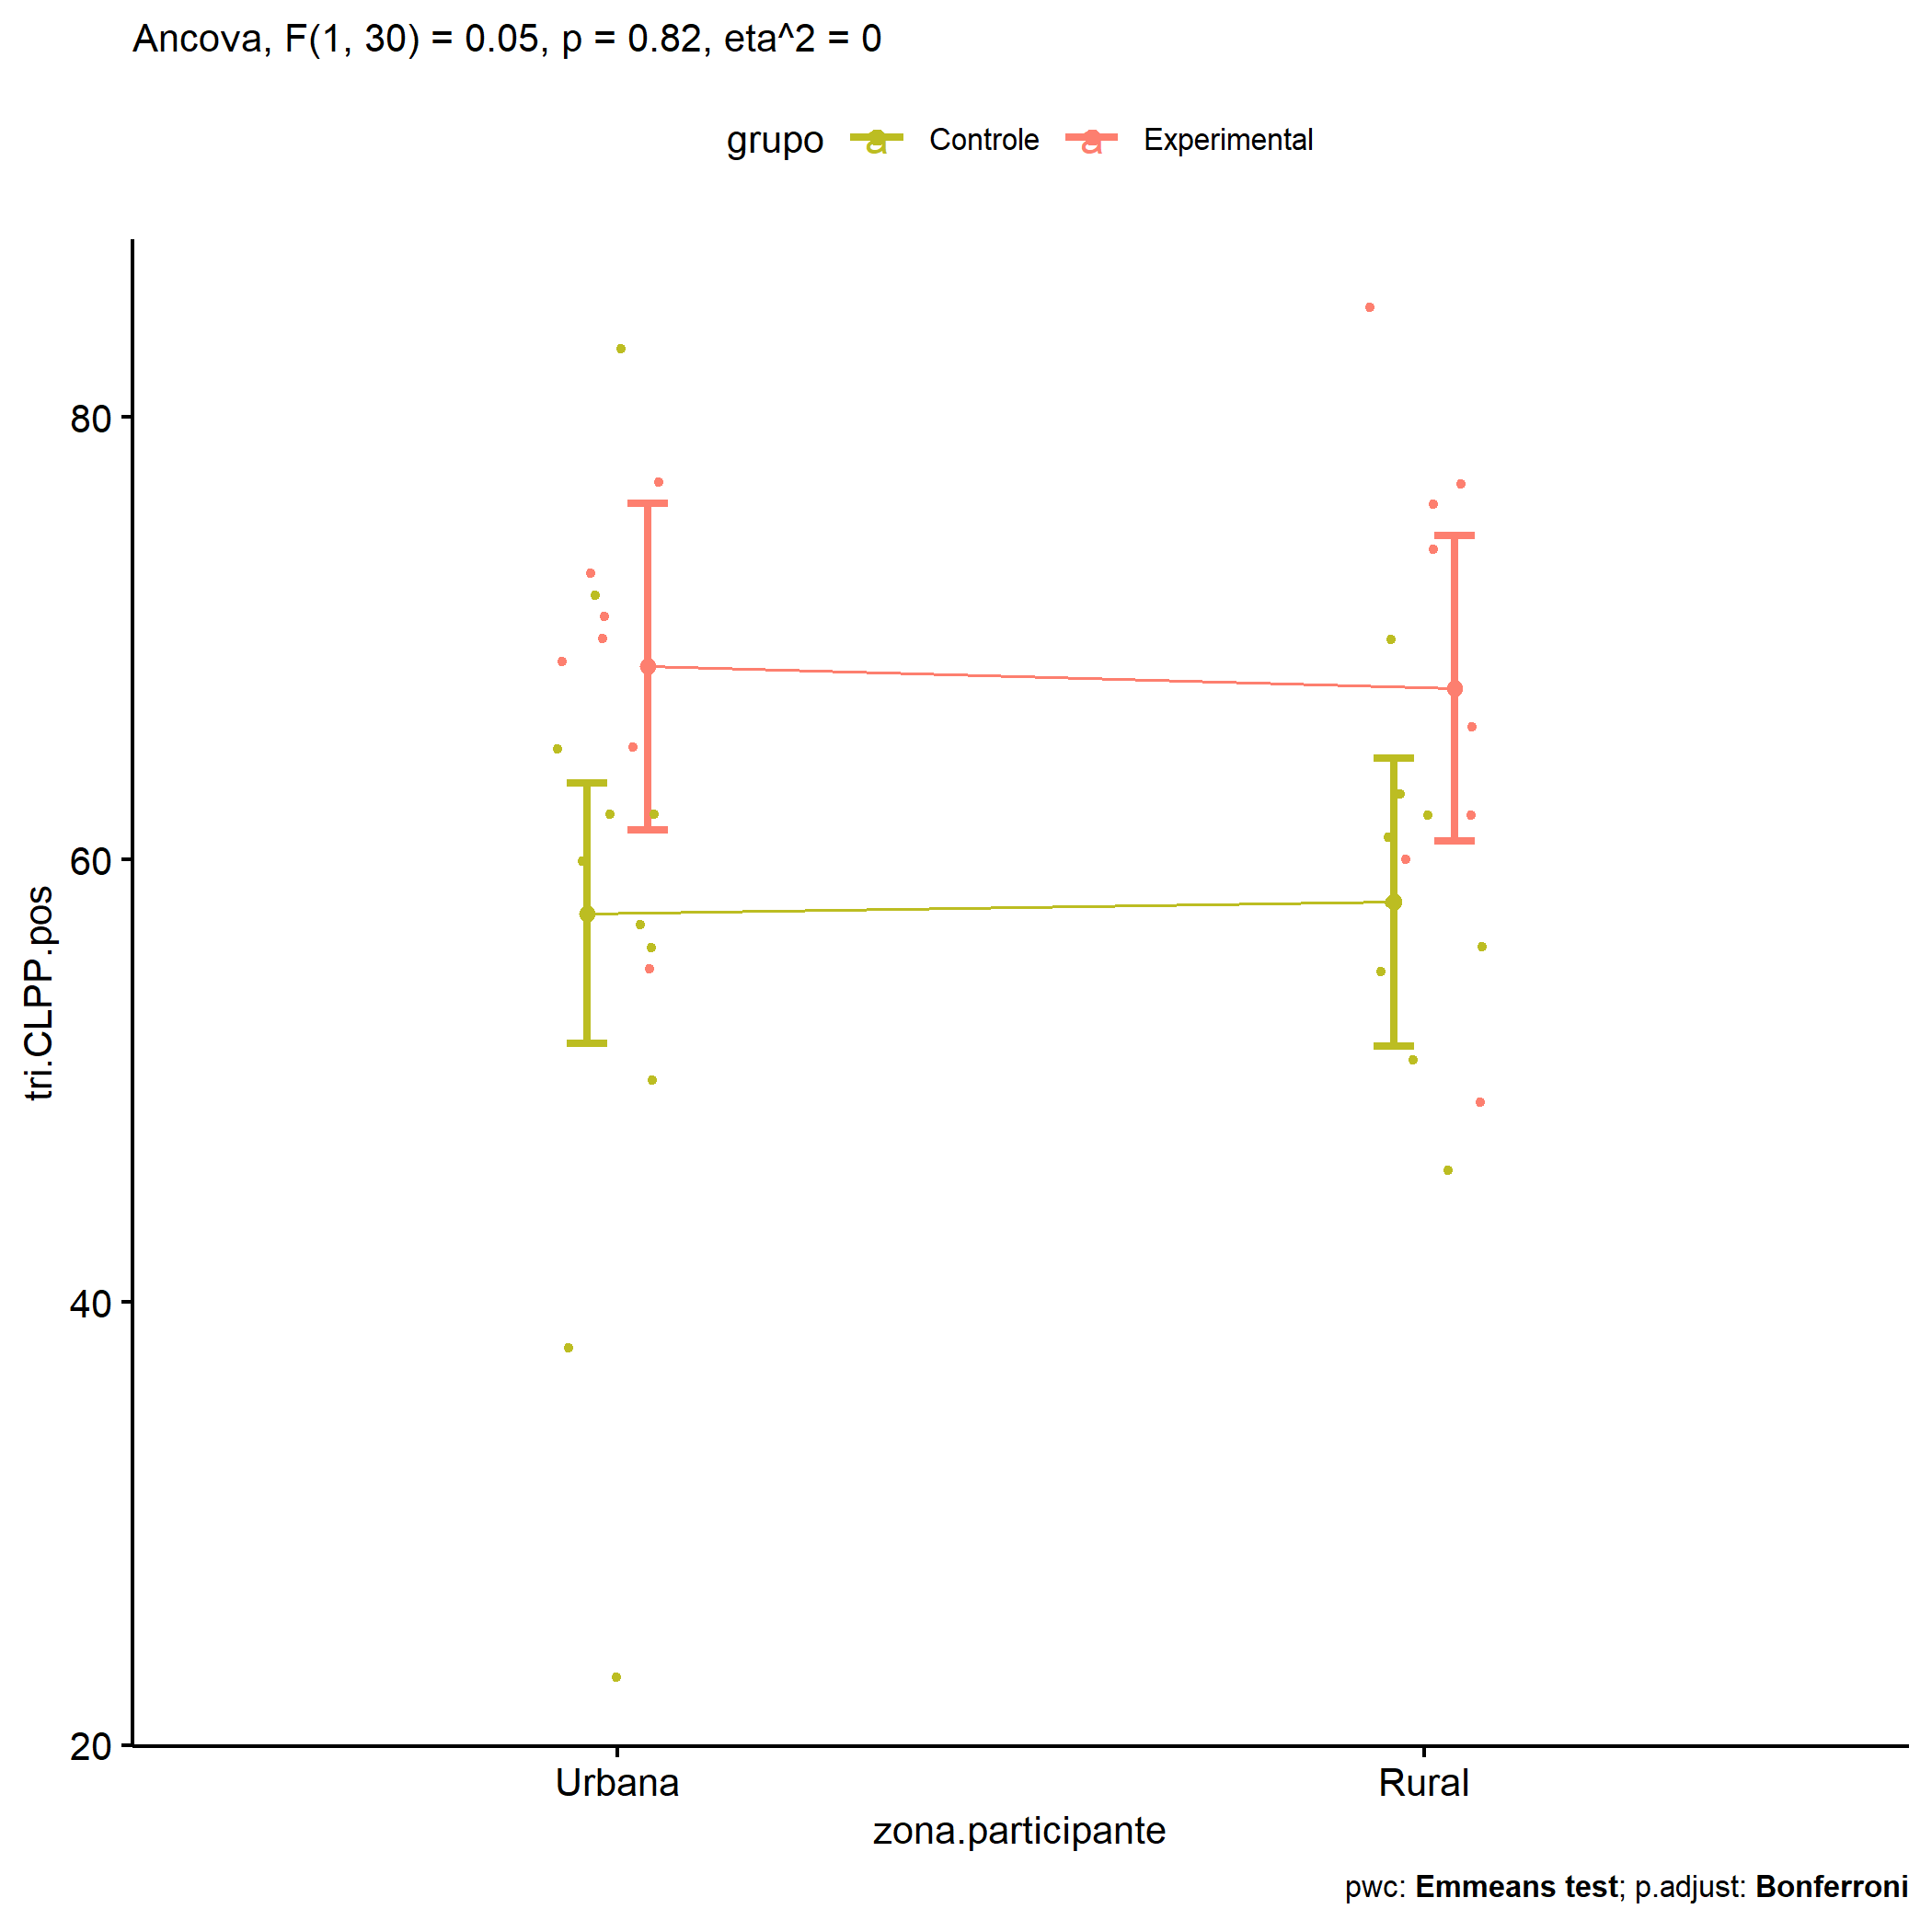 Ancova, F(1, 30) = 0.05, p = 0.82, eta^2 = 0
grupo a Controle a Experimental
80
60
40
20
tri.CLPP.pos
Urbana Rural
zona.participante
pwc: Emmeans test; p.adjust: Bonferroni